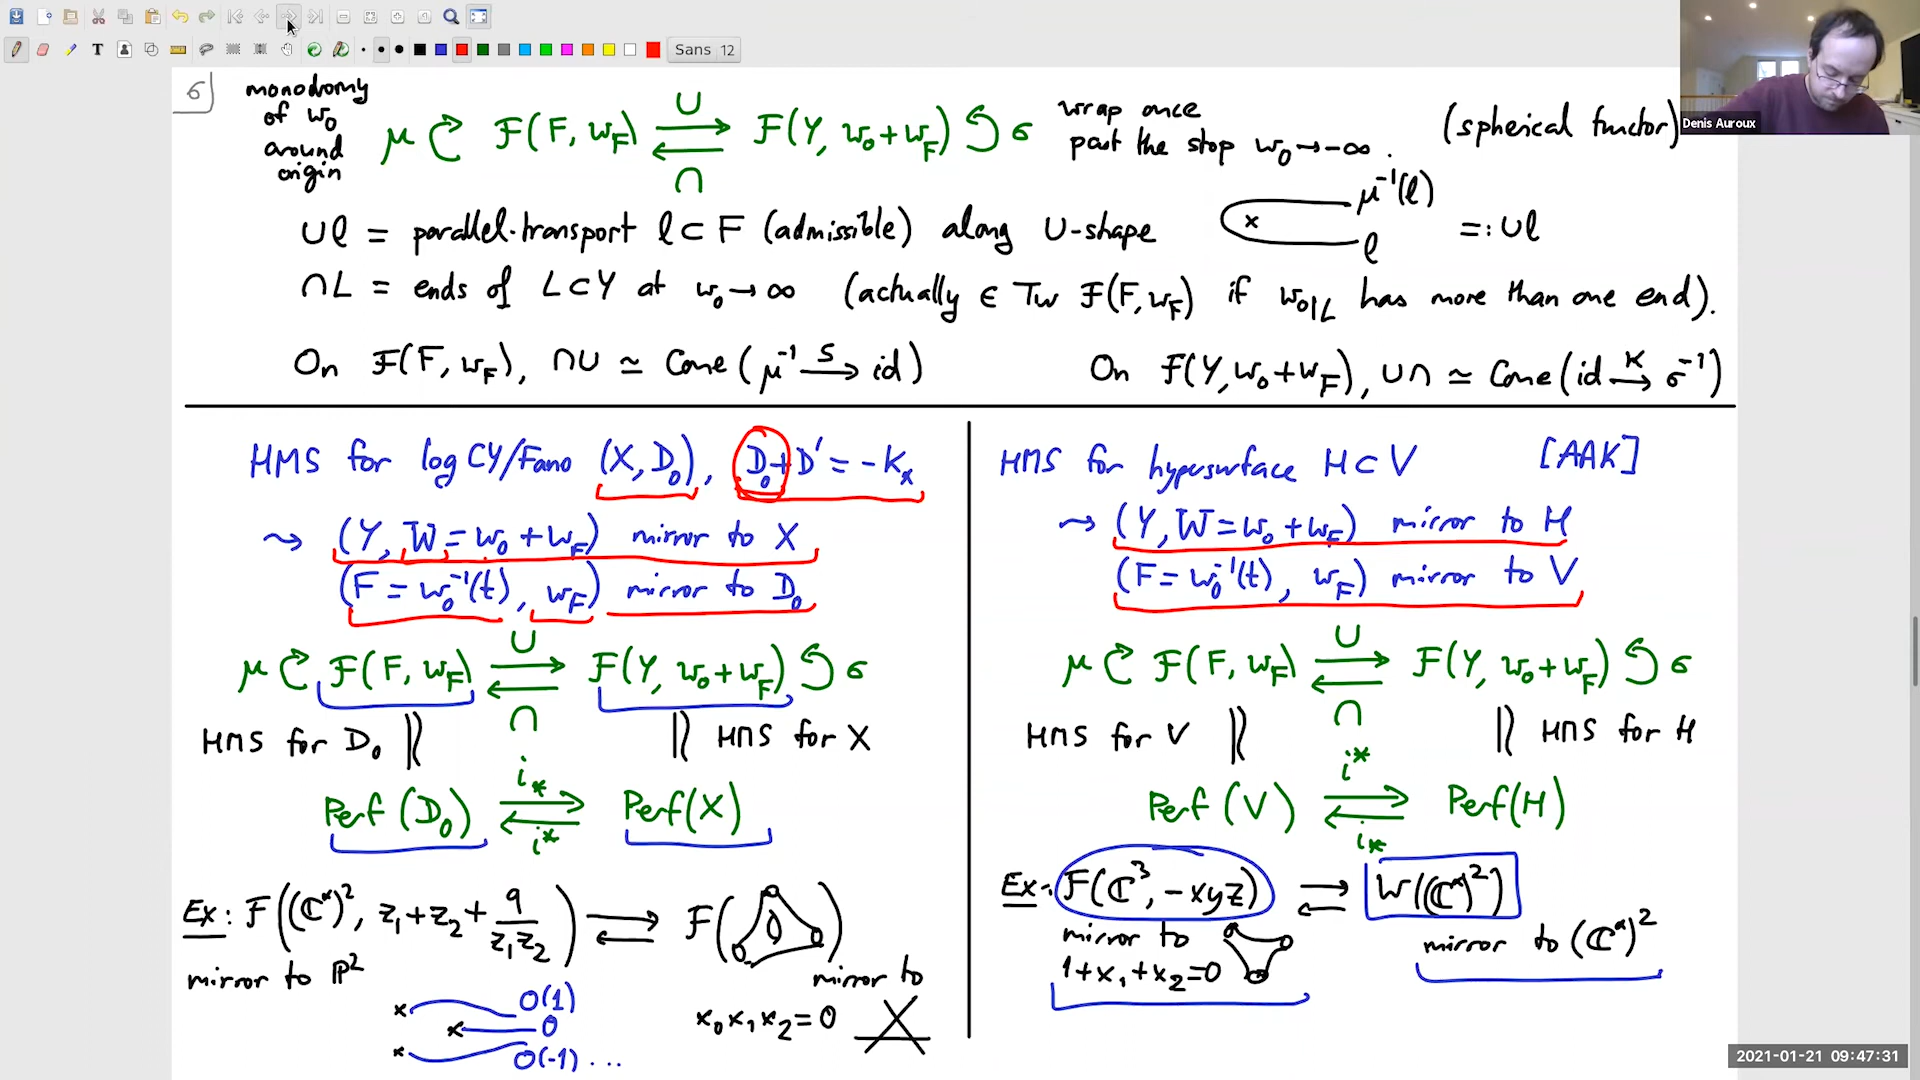 Sans 12
Denis Auroux
6
monodromy of w₀ around origin
μ ↻ F(F, w_F) ⇄ F(Y, w₀+w_F) ↺ σ
∪
∩
wrap once past the stop w₀ → -∞.
(spherical functor)
∪ℓ = parallel-transport ℓ ⊂ F (admissible) along U-shape
× μ⁻¹(ℓ) ℓ =: ∪ℓ
∩L = ends of L ⊂ Y at w₀ → ∞ (actually ∈ Tw F(F, w_F) if w₀|L has more than one end).
On F(F, w_F), ∩∪ ≃ Cone(μ⁻¹ –s→ id)
On F(Y, w₀+w_F), ∪∩ ≃ Cone(id –K→ σ⁻¹)
HMS for log CY/Fano (X, D₀), D₀+D' = -K_X
⇝ (Y, W = w₀ + w_F) mirror to X
(F = w₀⁻¹(t), w_F) mirror to D₀
∪
μ ↻ F(F, w_F) ⇄ F(Y, w₀+w_F) ↺ σ
∩
HMS for D₀ || || HMS for X
i_*
Perf(D₀) ⇄ Perf(X)
i^*
Ex: F((ℂ*)², z₁+z₂+q/(z₁z₂)) ⇄ F( )
mirror to ℙ²
mirror to
x₀x₁x₂=0
× O(1)
× O
× O(-1) ...
HMS for hypersurface H ⊂ V [AAK]
⇝ (Y, W = w₀ + w_F) mirror to H
(F = w₀⁻¹(t), w_F) mirror to V
∪
μ ↻ F(F, w_F) ⇄ F(Y, w₀+w_F) ↺ σ
∩
HMS for V || || HMS for H
i^*
Perf(V) ⇄ Perf(H)
i_*
Ex: F(ℂ³, -xyz) ⇄ W((ℂ*)²)
mirror to
1+x₁+x₂=0
mirror to (ℂ*)²
2021-01-21 09:47:31